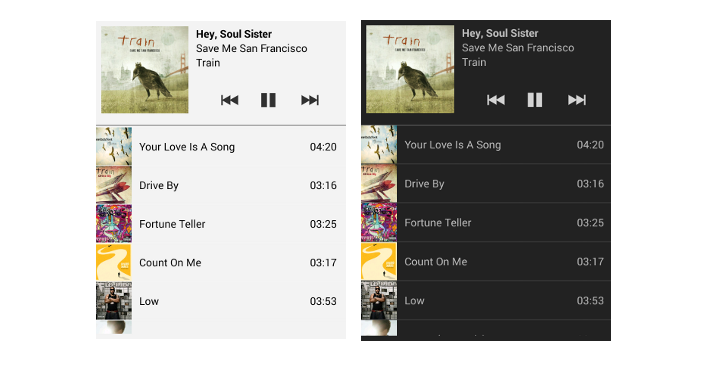 train
SAVE ME SAN FRANCISCO
Hey, Soul Sister
Save Me San Francisco
Train
Your Love Is A Song
04:20
Drive By
03:16
Fortune Teller
03:25
Count On Me
03:17
Low
03:53
train
SAVE ME SAN FRANCISCO
Hey, Soul Sister
Save Me San Francisco
Train
Your Love Is A Song
04:20
Drive By
03:16
Fortune Teller
03:25
Count On Me
03:17
Low
03:53